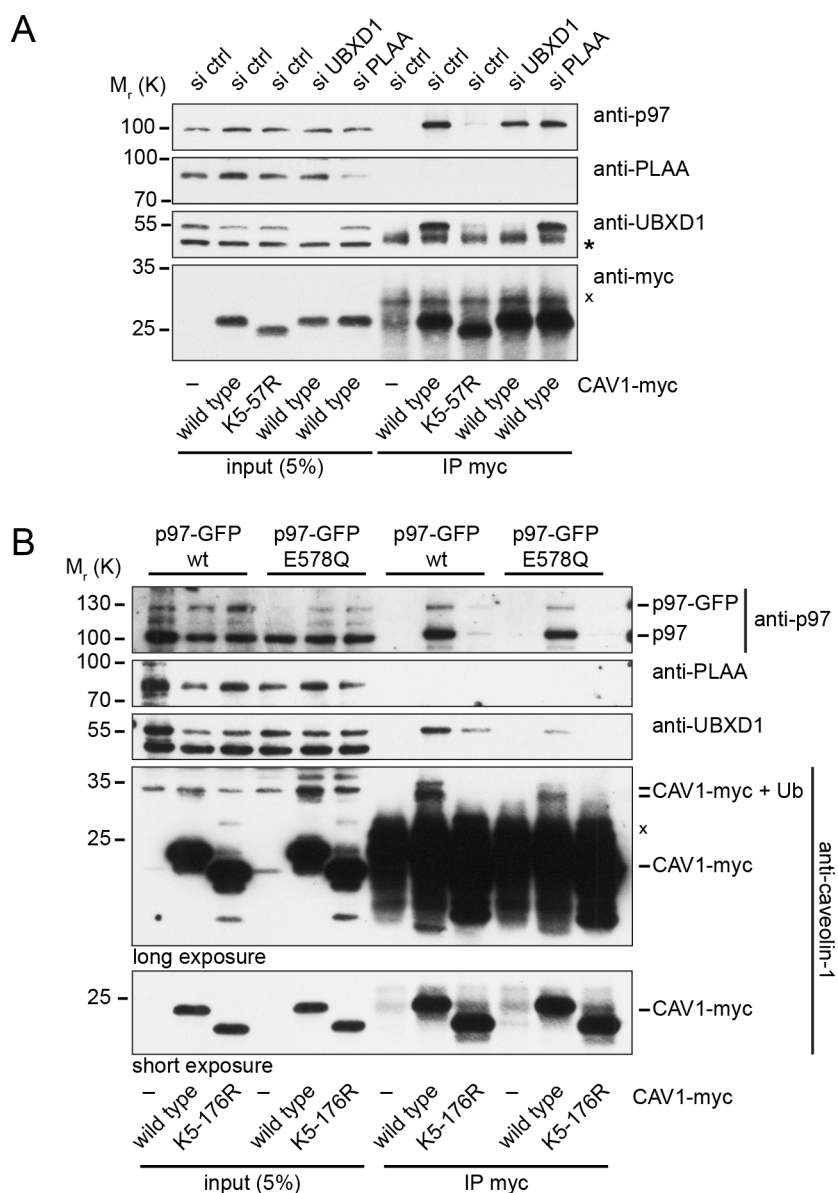 A
si ctrl si ctrl si ctrl si UBXD1 si PLAA si ctrl si ctrl si ctrl si UBXD1 si PLAA
Mr (K)
100 anti-p97
100 anti-PLAA
70
55 anti-UBXD1
*
35 anti-myc
x
25
– wild type K5-57R wild type wild type – wild type K5-57R wild type wild type CAV1-myc
input (5%) IP myc
B
p97-GFP p97-GFP p97-GFP p97-GFP
wt E578Q wt E578Q
Mr (K)
130 p97-GFP
100 p97 anti-p97
100 anti-PLAA
70
55 anti-UBXD1
35 CAV1-myc + Ub
x
25 CAV1-myc
anti-caveolin-1
long exposure
25 CAV1-myc
short exposure
– wild type K5-176R – wild type K5-176R – wild type K5-176R – wild type K5-176R CAV1-myc
input (5%) IP myc